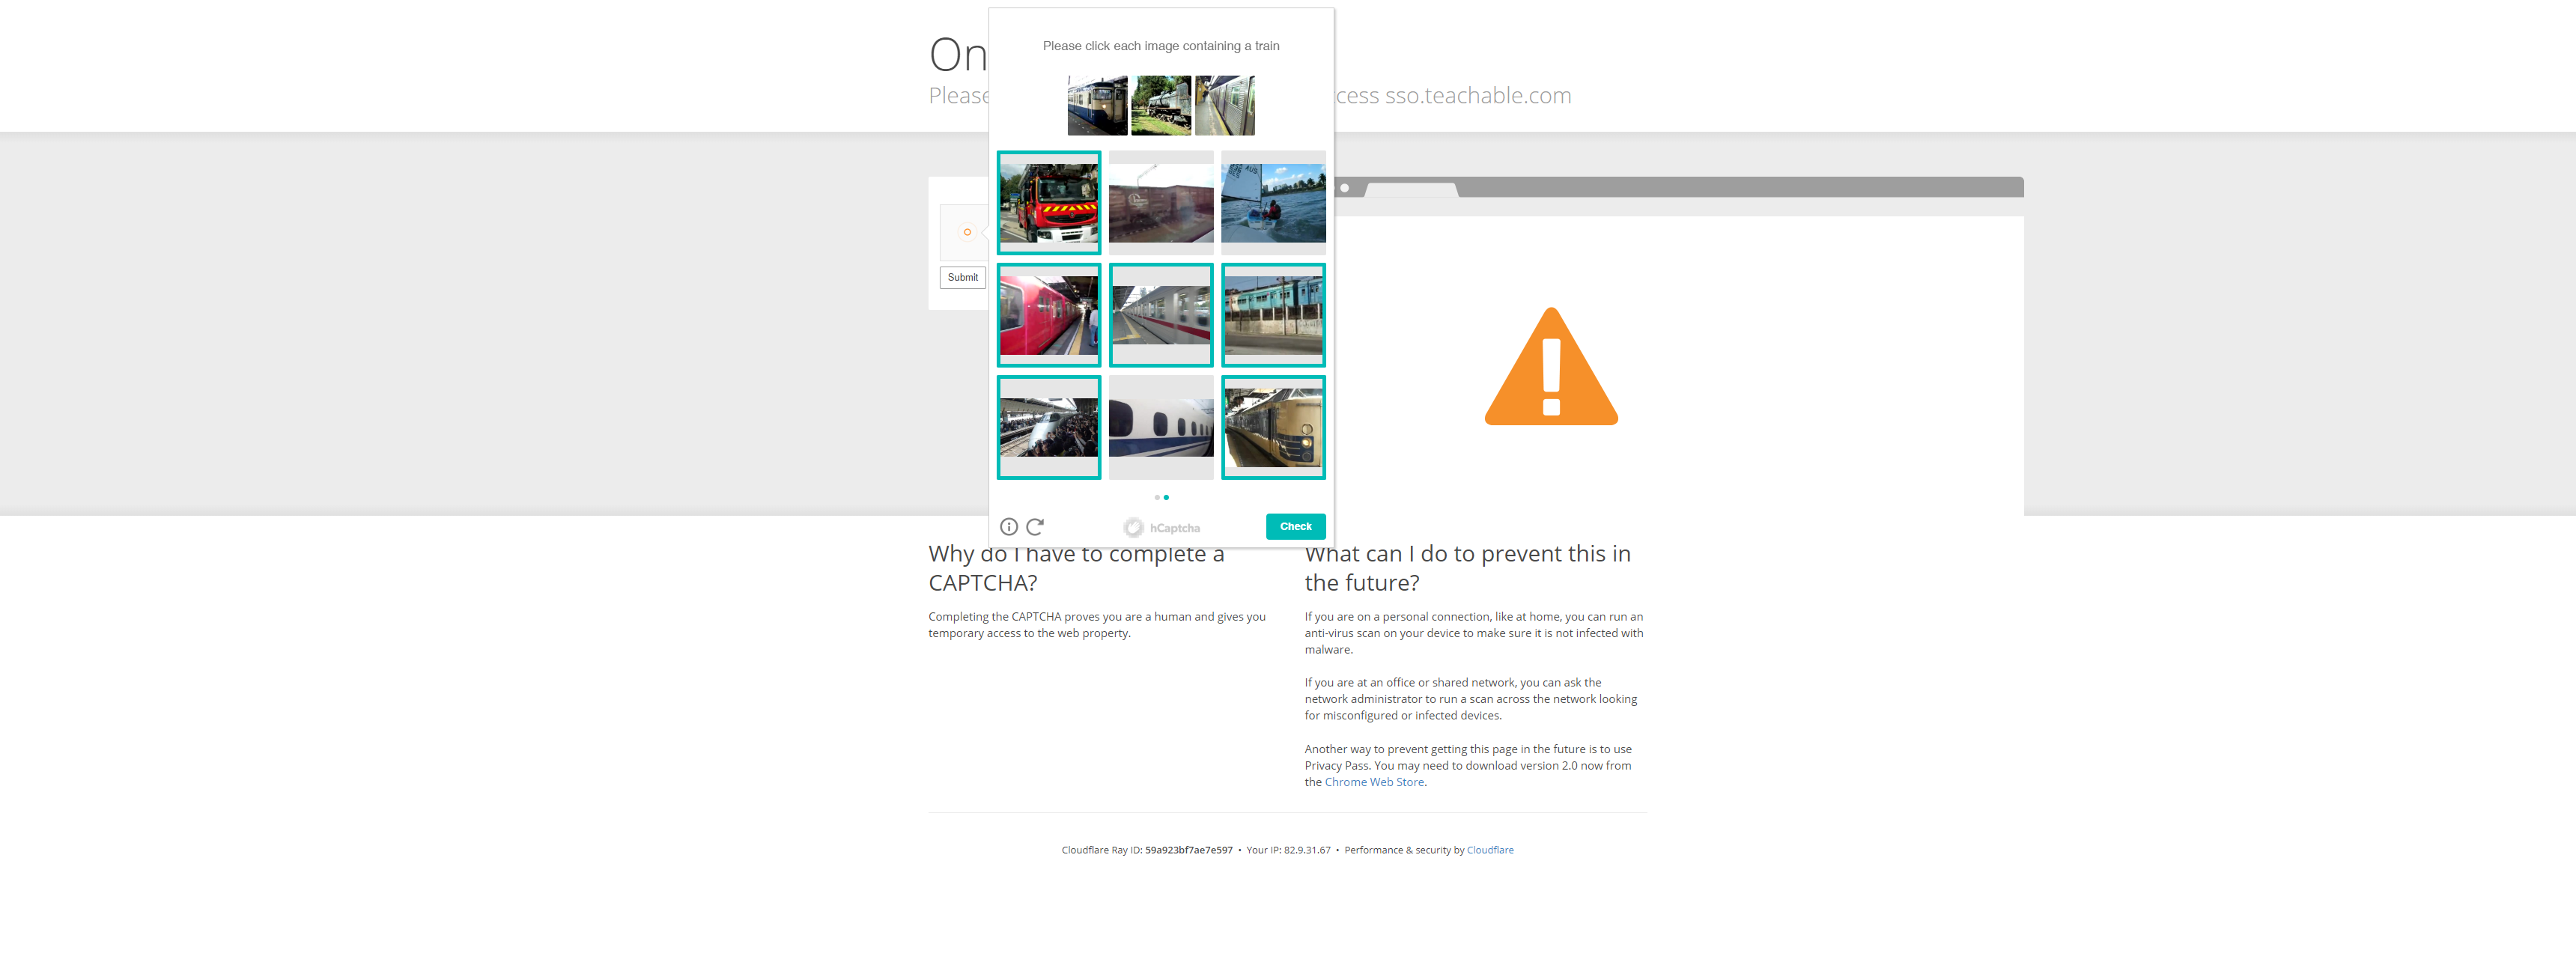 On
Please
cess sso.teachable.com
Please click each image containing a train
Submit
hCaptcha
Check
Why do I have to complete a
CAPTCHA?
Completing the CAPTCHA proves you are a human and gives you
temporary access to the web property.
What can I do to prevent this in
the future?
If you are on a personal connection, like at home, you can run an
anti-virus scan on your device to make sure it is not infected with
malware.
If you are at an office or shared network, you can ask the
network administrator to run a scan across the network looking
for misconfigured or infected devices.
Another way to prevent getting this page in the future is to use
Privacy Pass. You may need to download version 2.0 now from
the Chrome Web Store.
Cloudflare Ray ID: 59a923bf7ae7e597 • Your IP: 82.9.31.67 • Performance & security by Cloudflare